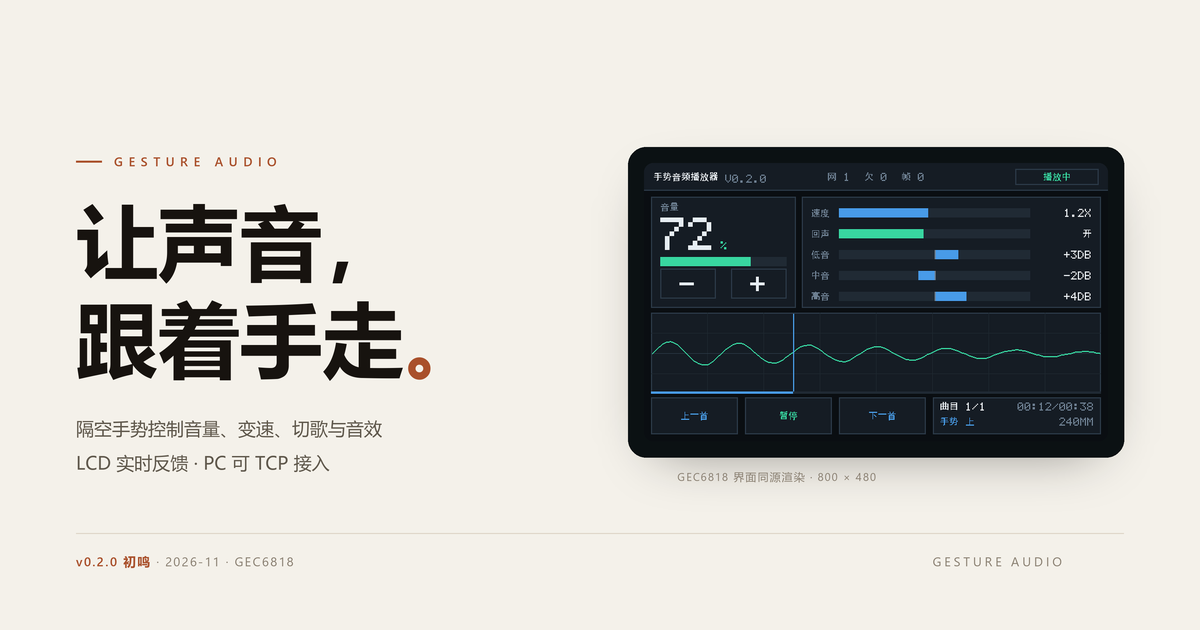 GESTURE AUDIO
让声音，
跟着手走。
隔空手势控制音量、变速、切歌与音效
LCD 实时反馈 · PC 可 TCP 接入
手势音频播放器 V0.2.0 网 1 欠 0 帧 0 播放中
音量
72 %
− +
速度 1.2X
回声 开
低音 +3DB
中音 −2DB
高音 +4DB
上一首 暂停 下一首
曲目 1/1 00:12/00:38
手势 上 240MM
GEC6818 界面同源渲染 · 800 × 480
v0.2.0 初鸣 · 2026-11 · GEC6818
GESTURE AUDIO